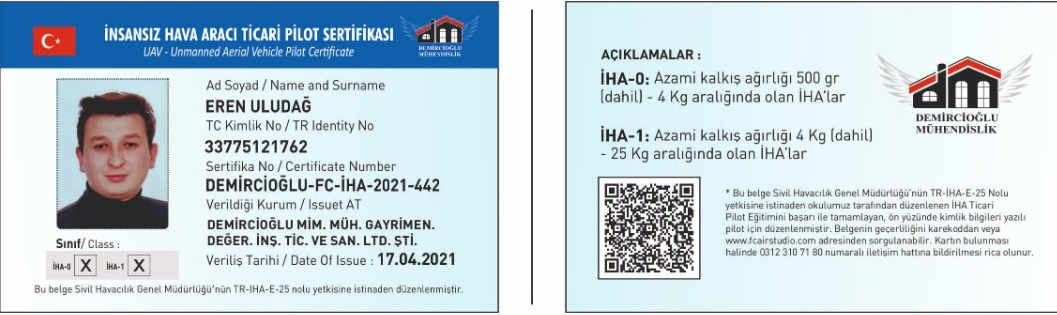 İNSANSIZ HAVA ARACI TİCARİ PİLOT SERTİFİKASI
UAV - Unmanned Aerial Vehicle Pilot Certificate
DEMİRCİOĞLU
MÜHENDİSLİK
Ad Soyad / Name and Surname
EREN ULUDAĞ
TC Kimlik No / TR Identity No
33775121762
Sertifika No / Certificate Number
DEMİRCİOĞLU-FC-İHA-2021-442
Verildiği Kurum / Issuet AT
DEMİRCİOĞLU MİM. MÜH. GAYRİMEN.
DEĞER. İNŞ. TİC. VE SAN. LTD. ŞTİ.
Veriliş Tarihi / Date Of Issue : 17.04.2021
Sınıf/ Class :
İHA-0 X İHA-1 X
Bu belge Sivil Havacılık Genel Müdürlüğü'nün TR-IHA-E-25 nolu yetkisine istinaden düzenlenmiştir.
AÇIKLAMALAR :
İHA-0: Azami kalkış ağırlığı 500 gr
(dahil) - 4 Kg aralığında olan İHA'lar
İHA-1: Azami kalkış ağırlığı 4 Kg (dahil)
- 25 Kg aralığında olan İHA'lar
DEMİRCİOĞLU
MÜHENDİSLİK
* Bu belge Sivil Havacılık Genel Müdürlüğü'nün TR-İHA-E-25 Nolu
yetkisine istinaden okulumuz tarafından düzenlenen İHA Ticari
Pilot Eğitimini başarı ile tamamlayan, ön yüzünde kimlik bilgileri yazılı
pilot için düzenlenmiştir. Belgenin geçerliliğini karekoddan veya
www.fcairstudio.com adresinden sorgulanabilir. Kartın bulunması
halinde 0312 310 71 80 numaralı iletişim hattına bildirilmesi rica olunur.